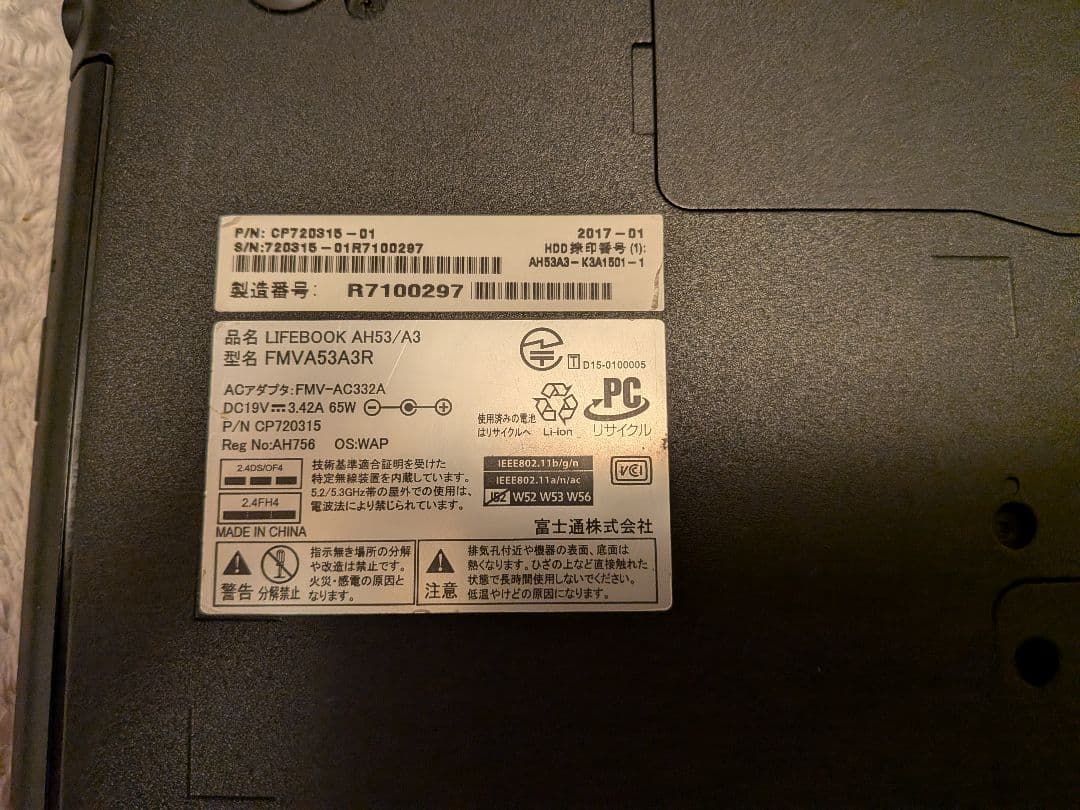 P/N: CP720315-01
2017-01
S/N:720315-01R7100297
HDD採印番号(1):
AH53A3-K3A1501-1
製造番号: R7100297
品名 LIFEBOOK AH53/A3
型名 FMVA53A3R
D15-0100005
ACアダプタ:FMV-AC332A
DC19V 3.42A 65W
P/N CP720315
Reg No:AH756 OS:WAP
使用済みの電池
はリサイクルへ
Li-ion
PC
リサイクル
2.4DS/OF4
2.4FH4
技術基準適合証明を受けた
特定無線装置を内蔵しています。
5.2/5.3GHz帯の屋外での使用は、
電波法により禁じられています。
IEEE802.11b/g/n
IEEE802.11a/n/ac
J52 W52 W53 W56
VCI
MADE IN CHINA
富士通株式会社
警告
分解禁止
指示無き場所の分解
や改造は禁止です。
火災・感電の原因と
なります。
注意
排気孔付近や機器の表面、底面は
熱くなります。ひざの上など直接触れた
状態で長時間使用しないでください。
低温やけどの原因になります。